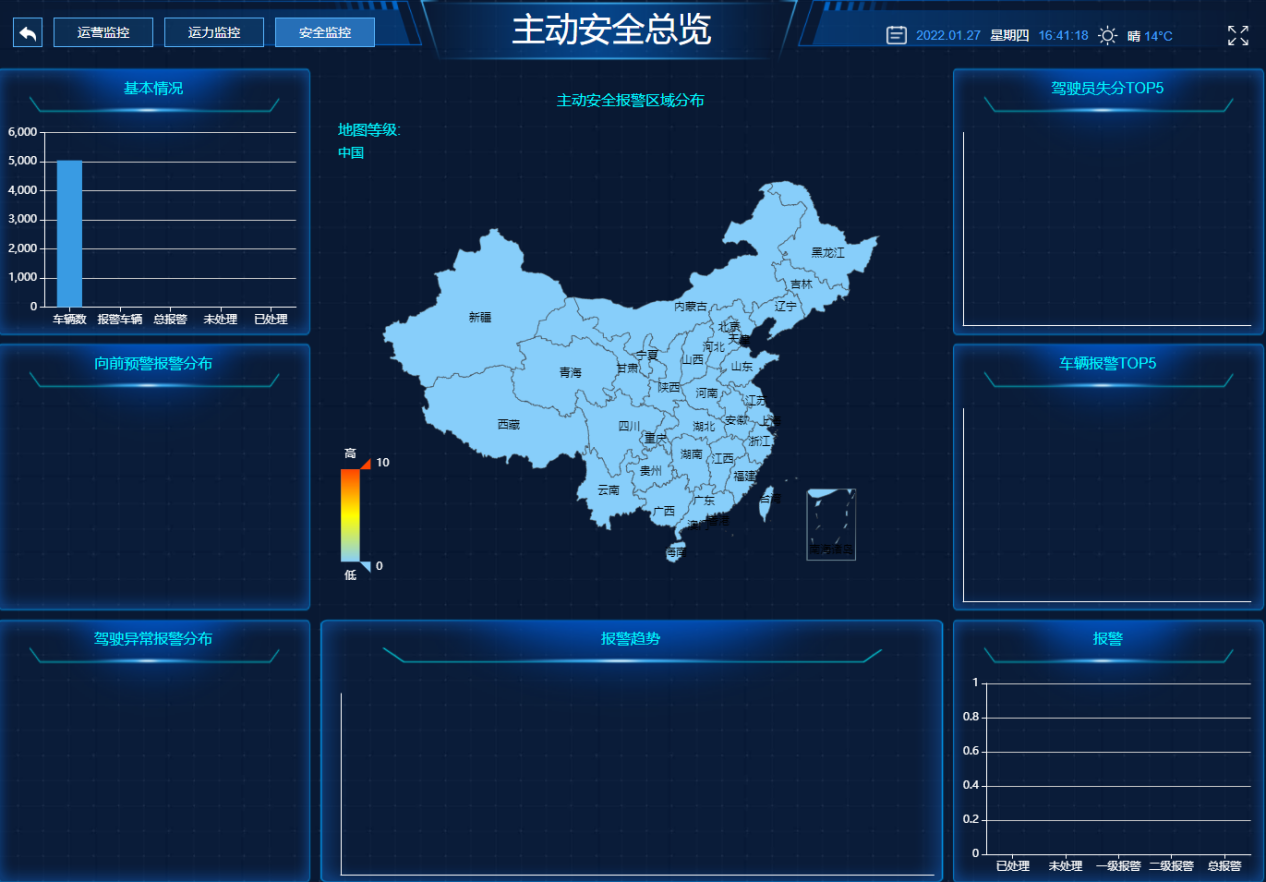 运营监控
运力监控
安全监控
主动安全总览
2022.01.27 星期四 16:41:18 晴 14°C
基本情况
6,000
5,000
4,000
3,000
2,000
1,000
0
车辆数 报警车辆 总报警 未处理 已处理
向前预警报警分布
驾驶异常报警分布
主动安全报警区域分布
地图等级:
中国
黑龙江
吉林
辽宁
内蒙古
新疆
北京
天津
河北
宁夏
山西
山东
甘肃
青海
陕西
河南
江苏
西藏
四川
湖北
安徽
上海
重庆
浙江
湖南
江西
贵州
福建
云南
广东
台湾
广西
澳门
香港
海南
南海诸岛
高
10
0
低
报警趋势
驾驶员失分TOP5
车辆报警TOP5
报警
1
0.8
0.6
0.4
0.2
0
已处理 未处理 一级报警 二级报警 总报警